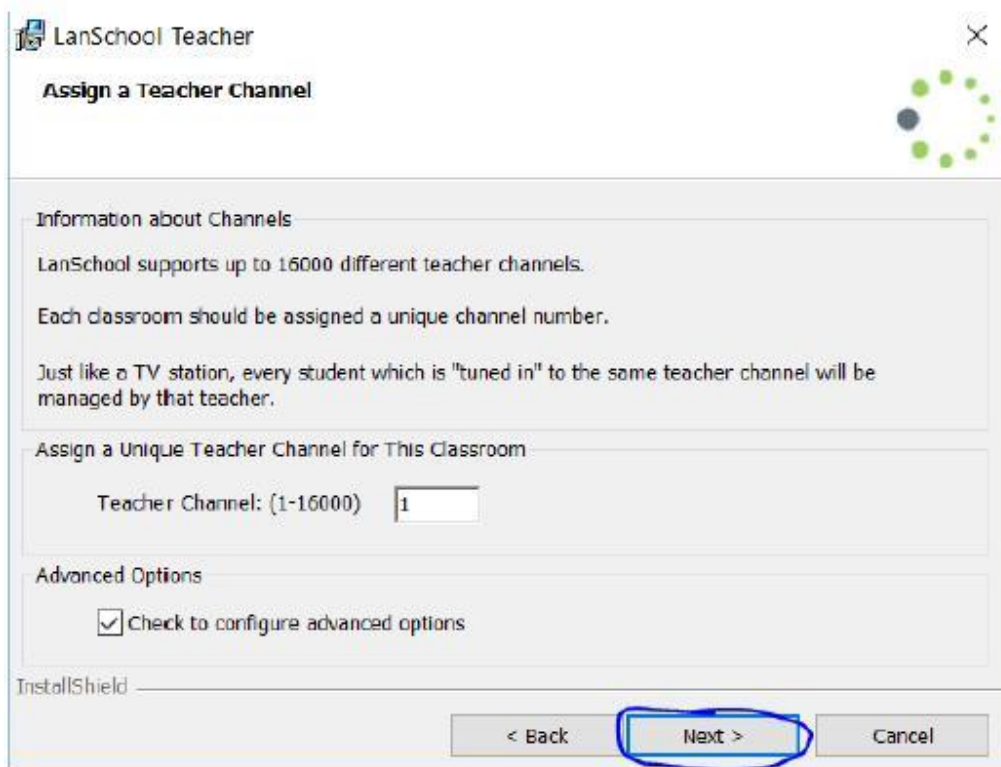 LanSchool Teacher
Assign a Teacher Channel
Information about Channels
LanSchool supports up to 16000 different teacher channels.
Each classroom should be assigned a unique channel number.
Just like a TV station, every student which is "tuned in" to the same teacher channel will be
managed by that teacher.
Assign a Unique Teacher Channel for This Classroom
Teacher Channel: (1-16000) 1
Advanced Options
Check to configure advanced options
InstallShield
< Back Next > Cancel